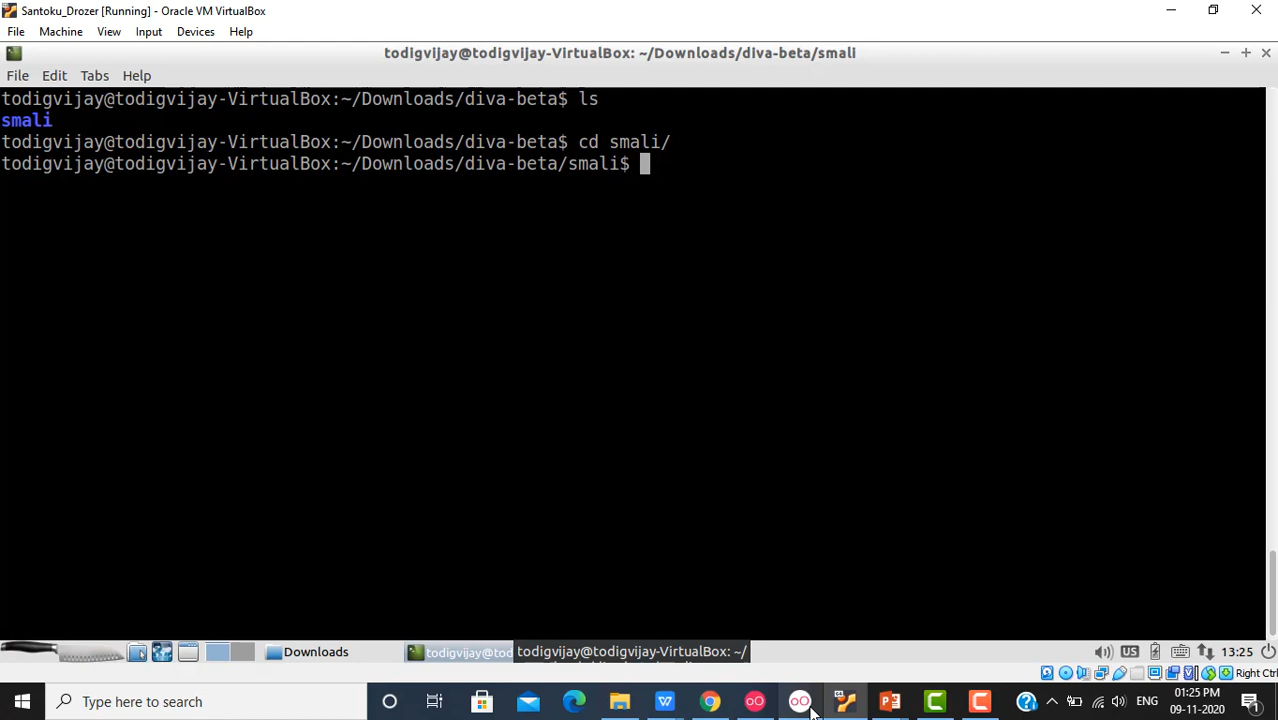 Santoku_Drozer [Running] - Oracle VM VirtualBox
File Machine View Input Devices Help
todigvijay@todigvijay-VirtualBox: ~/Downloads/diva-beta/smali
File Edit Tabs Help
todigvijay@todigvijay-VirtualBox:~/Downloads/diva-beta$ ls
smali
todigvijay@todigvijay-VirtualBox:~/Downloads/diva-beta$ cd smali/
todigvijay@todigvijay-VirtualBox:~/Downloads/diva-beta/smali$
Downloads todigvijay@tod todigvijay@todigvijay-VirtualBox: ~/ US 13:25
Right Ctrl
Type here to search ENG 01:25 PM
09-11-2020 1